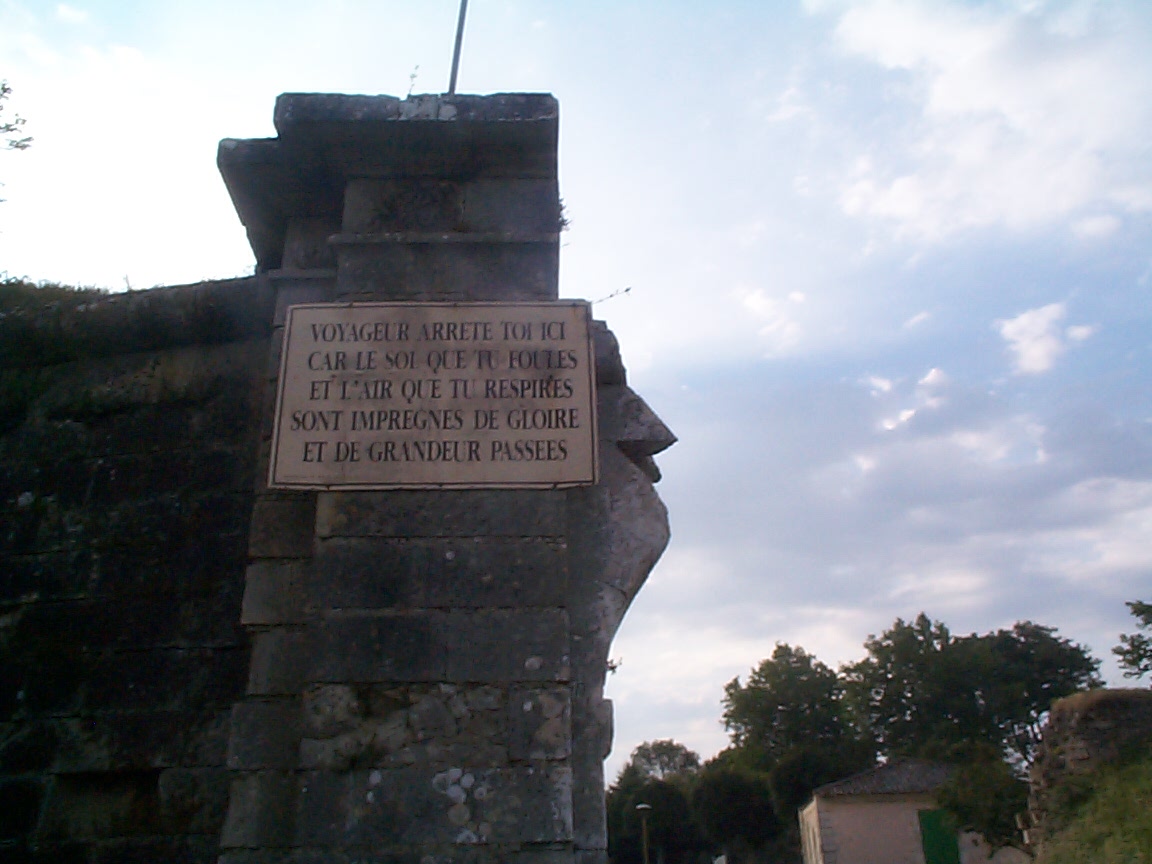 VOYAGEUR ARRETE TOI ICI
CAR LE SOL QUE TU FOULES
ET L'AIR QUE TU RESPIRES
SONT IMPREGNES DE GLOIRE
ET DE GRANDEUR PASSEES